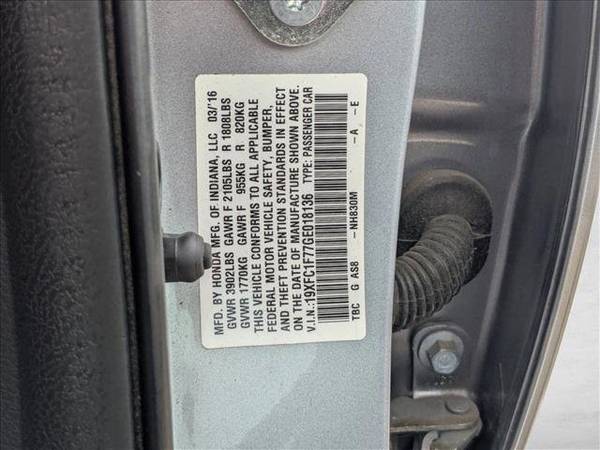 MFD. BY HONDA MFG. OF INDIANA, LLC 03/16
GVWR 3902LBS GAWR F 2105LBS R 1808LBS
GVWR 1770KG GAWR F 955KG R 820KG
THIS VEHICLE CONFORMS TO ALL APPLICABLE
FEDERAL MOTOR VEHICLE SAFETY, BUMPER,
AND THEFT PREVENTION STANDARDS IN EFFECT
ON THE DATE OF MANUFACTURE SHOWN ABOVE.
V.I.N.:19XFC1F77GE018136 TYPE: PASSENGER CAR
TBC G AS8 -NH830M -A -E